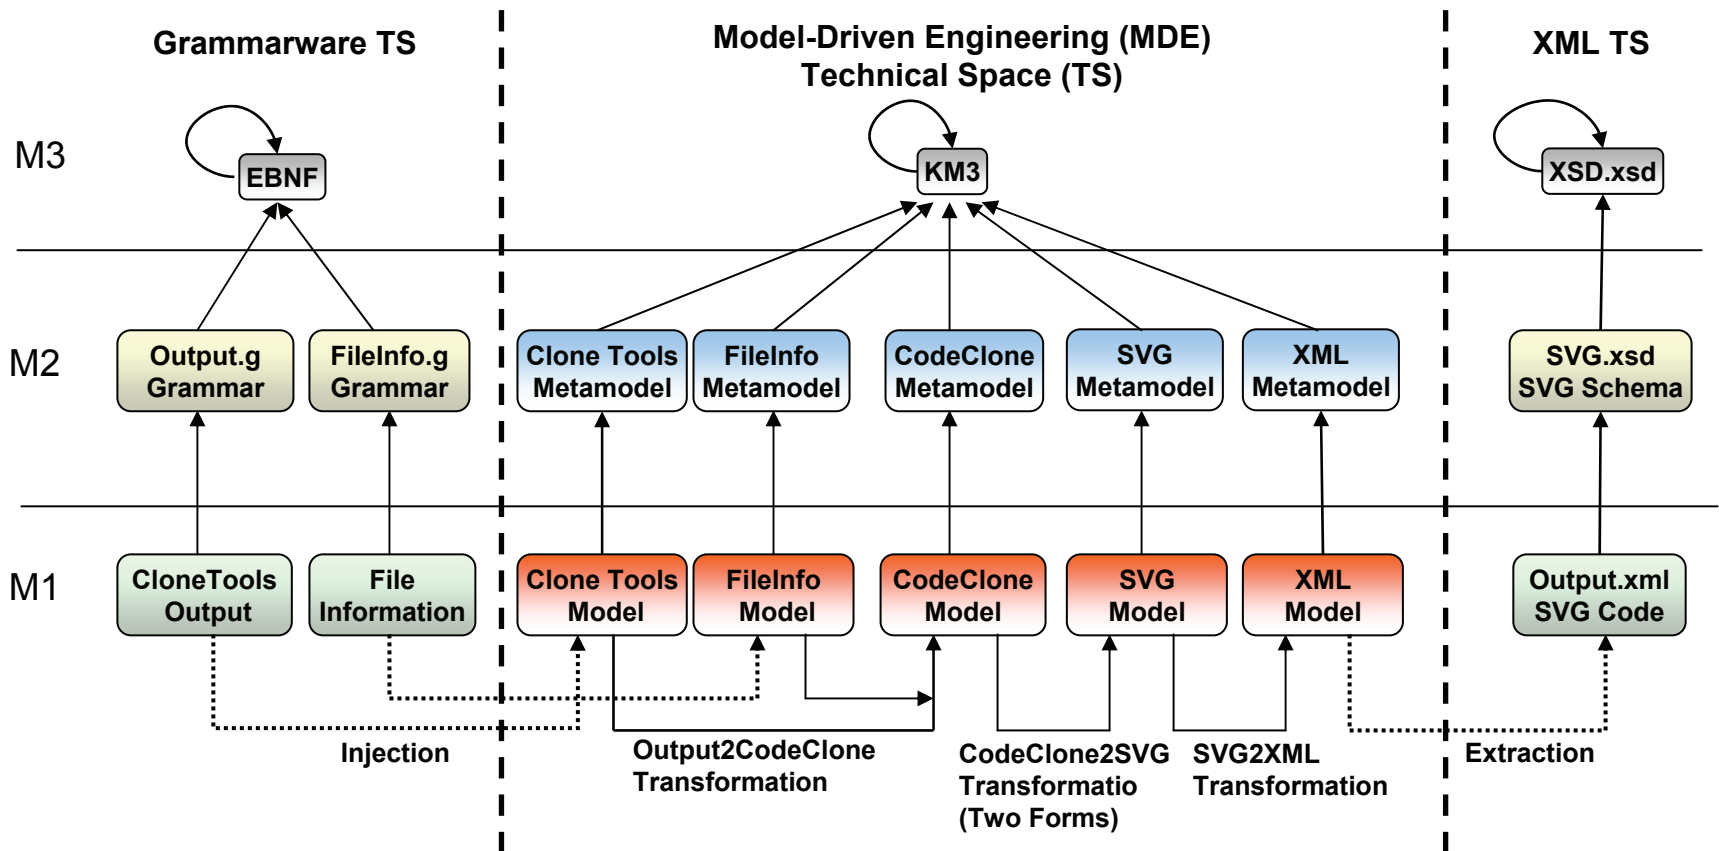 Grammarware TS
Model-Driven Engineering (MDE)
Technical Space (TS)
XML TS
M3
EBNF
KM3
XSD.xsd
M2
Output.g
Grammar
FileInfo.g
Grammar
Clone Tools
Metamodel
FileInfo
Metamodel
CodeClone
Metamodel
SVG
Metamodel
XML
Metamodel
SVG.xsd
SVG Schema
M1
CloneTools
Output
File
Information
Clone Tools
Model
FileInfo
Model
CodeClone
Model
SVG
Model
XML
Model
Output.xml
SVG Code
Injection
Output2CodeClone
Transformation
CodeClone2SVG
Transformatio
(Two Forms)
SVG2XML
Transformation
Extraction